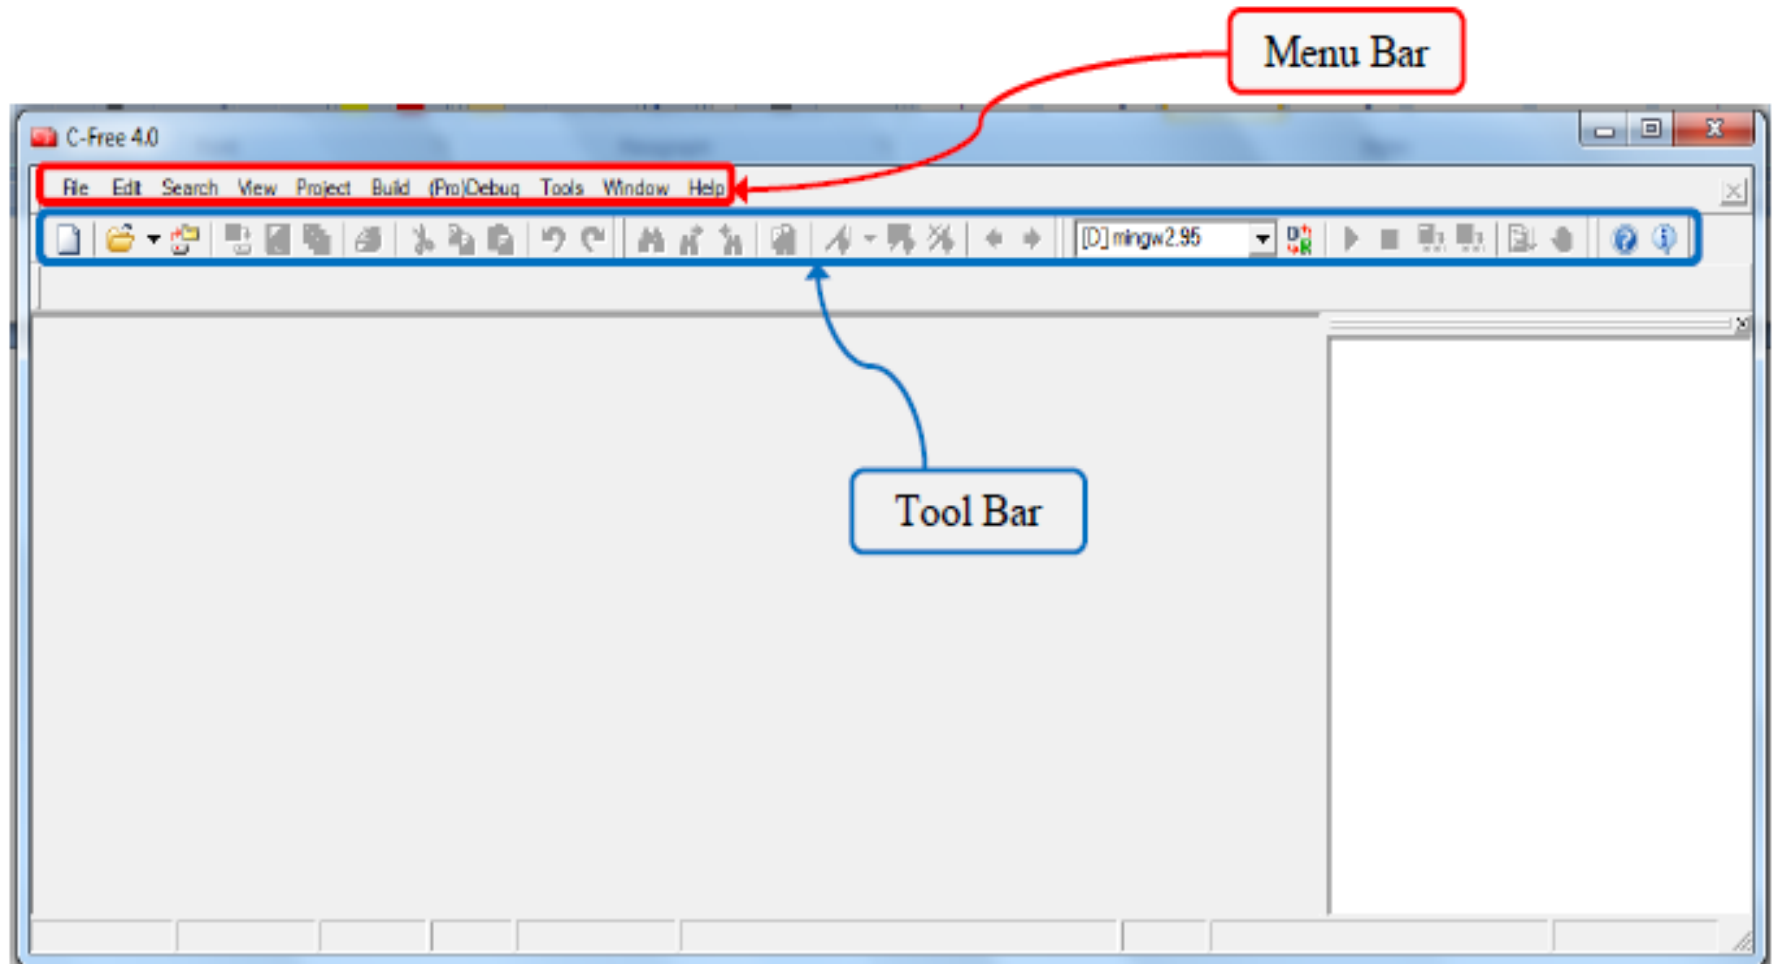 Menu Bar
C-Free 4.0
File Edit Search View Project Build (Pro)Debug Tools Window Help
[D] mingw2.95
Tool Bar